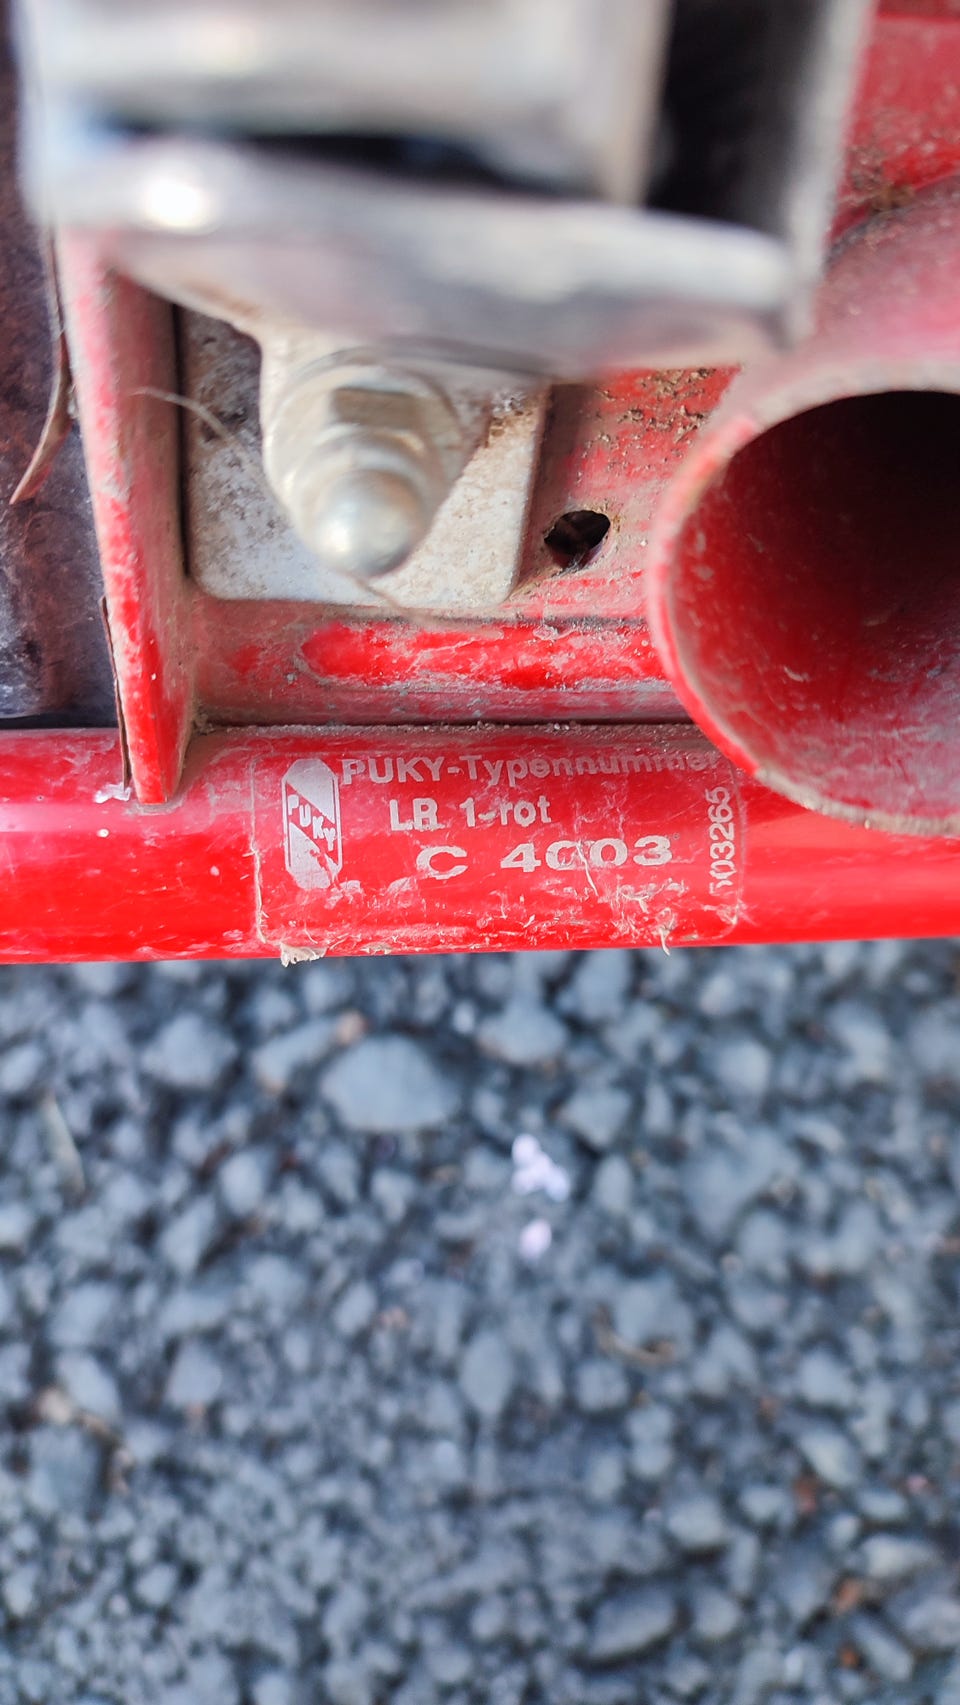 PUKY
PUKY-Typennummer
LR 1-rot
C 4003
503265